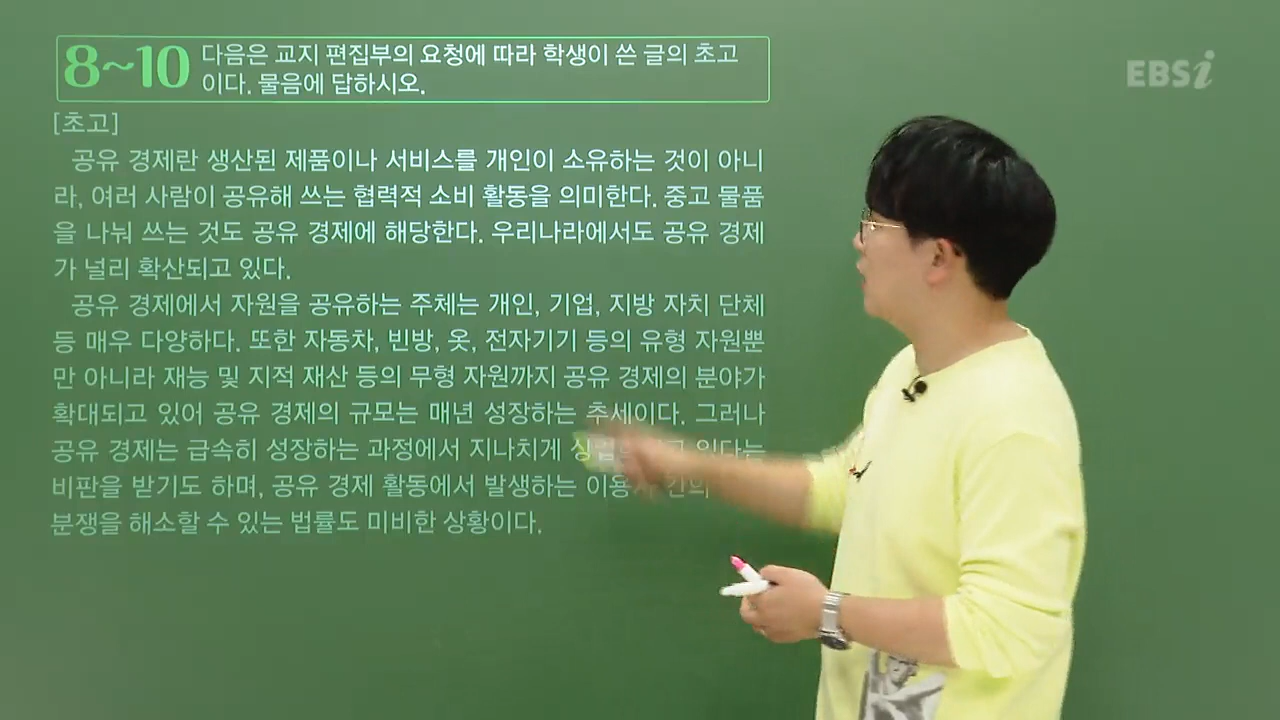 8~10 다음은 교지 편집부의 요청에 따라 학생이 쓴 글의 초고
이다. 물음에 답하시오.
EBSi
[초고]
공유 경제란 생산된 제품이나 서비스를 개인이 소유하는 것이 아니
라, 여러 사람이 공유해 쓰는 협력적 소비 활동을 의미한다. 중고 물품
을 나눠 쓰는 것도 공유 경제에 해당한다. 우리나라에서도 공유 경제
가 널리 확산되고 있다.
공유 경제에서 자원을 공유하는 주체는 개인, 기업, 지방 자치 단체
등 매우 다양하다. 또한 자동차, 빈방, 옷, 전자기기 등의 유형 자원뿐
만 아니라 재능 및 지적 재산 등의 무형 자원까지 공유 경제의 분야가
확대되고 있어 공유 경제의 규모는 매년 성장하는 추세이다. 그러나
공유 경제는 급속히 성장하는 과정에서 지나치게 있다는
비판을 받기도 하며, 공유 경제 활동에서 발생하는 이용자 간의
분쟁을 해소할 수 있는 법률도 미비한 상황이다.